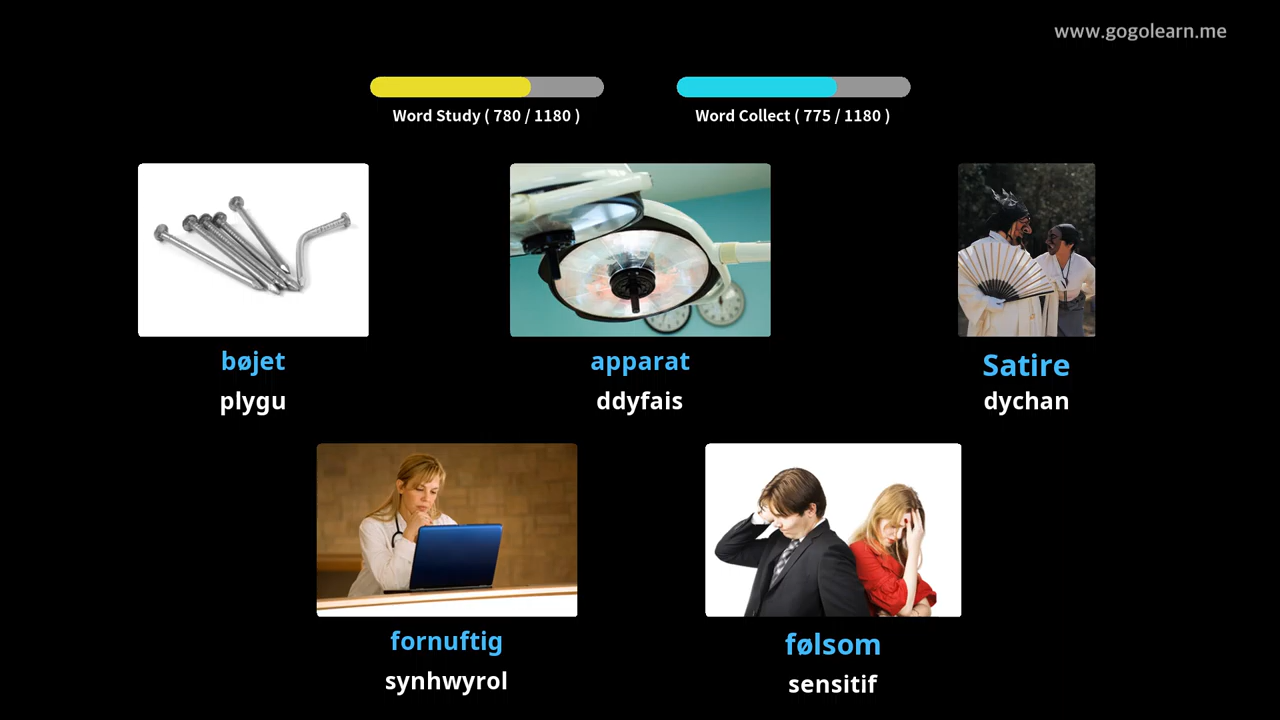 www.gogolearn.me
Word Study ( 780 / 1180 )
Word Collect ( 775 / 1180 )
bøjet
plygu
apparat
ddyfais
Satire
dychan
fornuftig
synhwyrol
følsom
sensitif